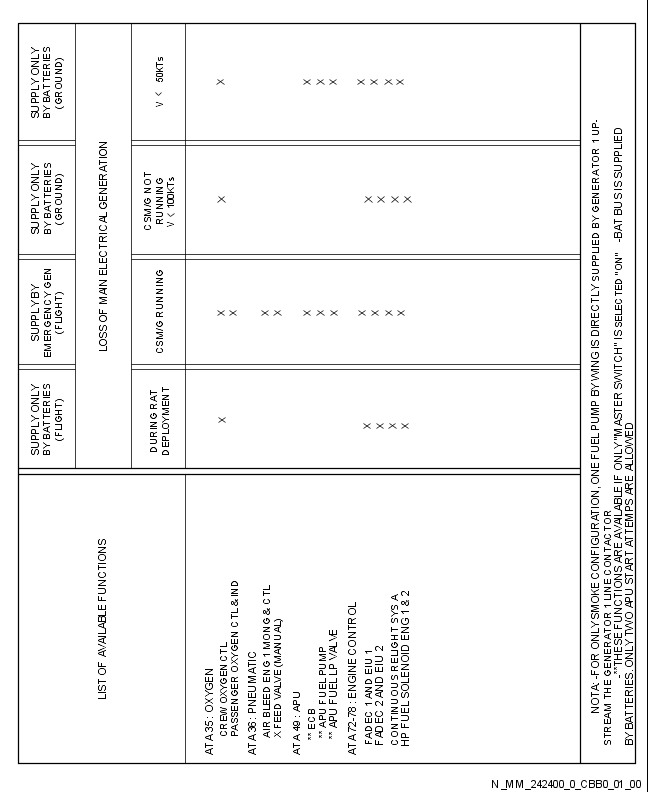 LIST OF AVAILABLE FUNCTIONS
SUPPLY ONLY
BY BATTERIES
(FLIGHT)
SUPPLY BY
EMERGENCY GEN
(FLIGHT)
SUPPLY ONLY
BY BATTERIES
(GROUND)
SUPPLY ONLY
BY BATTERIES
(GROUND)
LOSS OF MAIN ELECTRICAL GENERATION
DURING RAT
DEPLOYMENT
CSM/G RUNNING
CSM/G NOT
RUNNING
V < 100KTs
V < 50KTs
ATA 35 : OXYGEN
CREW OXYGEN CTL X X X X
PASSENGER OXYGEN CTL & IND X
ATA 36 : PNEUMATIC
AIR BLEED ENG 1 MONG & CTL X
X FEED VALVE (MANUAL) X
ATA 49 : APU
** ECB X X
** APU FUEL PUMP X X
** APU FUEL LP VALVE X X
ATA 72-78 : ENGINE CONTROL
FADEC 1 AND EIU 1 X X X X
FADEC 2 AND EIU 2 X X X X
CONTINUOUS RELIGHT SYS A X X X X
HP FUEL SOLENOID ENG 1 & 2 X X X X
NOTA: -FOR ONLY SMOKE CONFIGURATION, ONE FUEL PUMP BY WING IS DIRECTLY SUPPLIED BY GENERATOR 1 UP-
STREAM THE GENERATOR 1 LINE CONTACTOR
-**THESE FUNCTIONS ARE AVAILABLE IF ONLY "MASTER SWITCH" IS SELECTED "ON" -BAT BUS IS SUPPLIED
BY BATTERIES. ONLY TWO APU START ATTEMPS ARE ALLOWED
N_MM_242400_0_CBB0_01_00